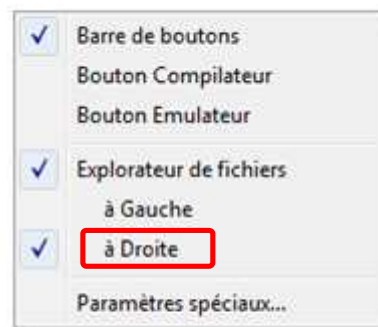 Barre de boutons
Bouton Compilateur
Bouton Emulateur
Explorateur de fichiers
à Gauche
à Droite
Paramètres spéciaux...